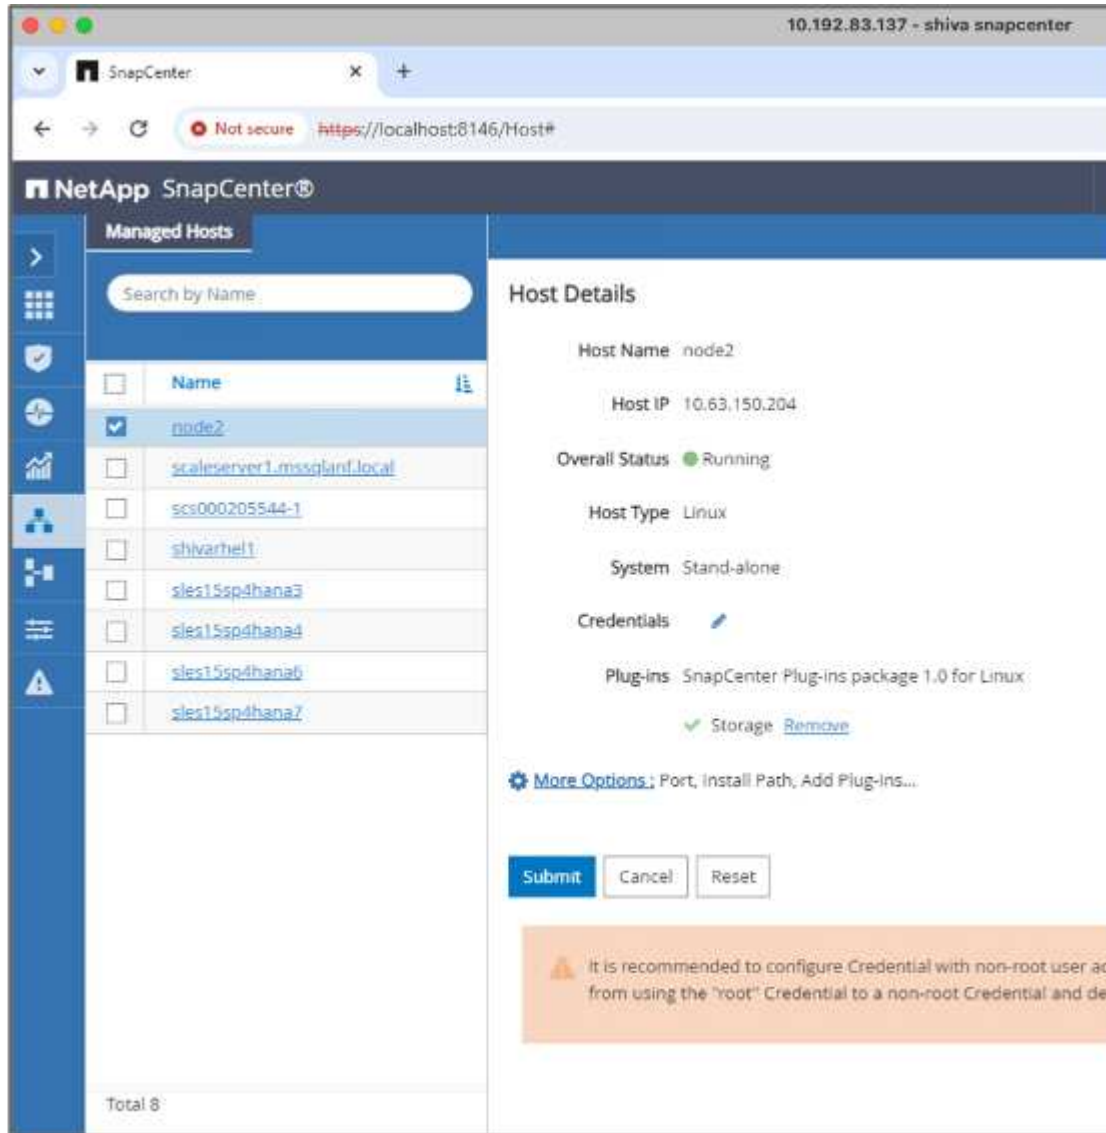 10.192.83.137 - shiva snapcenter
SnapCenter
Not secure https://localhost:8146/Host#
NetApp SnapCenter®
Managed Hosts
Search by Name
Name
node2
scaleserver1.mssqlanf.local
scs000205544-1
shivarhel1
sles15sp4hana3
sles15sp4hana4
sles15sp4hana6
sles15sp4hana7
Total 8
Host Details
Host Name node2
Host IP 10.63.150.204
Overall Status Running
Host Type Linux
System Stand-alone
Credentials
Plug-ins SnapCenter Plug-ins package 1.0 for Linux
Storage Remove
More Options : Port, Install Path, Add Plug-Ins...
Submit Cancel Reset
It is recommended to configure Credential with non-root user ac
from using the "root" Credential to a non-root Credential and de